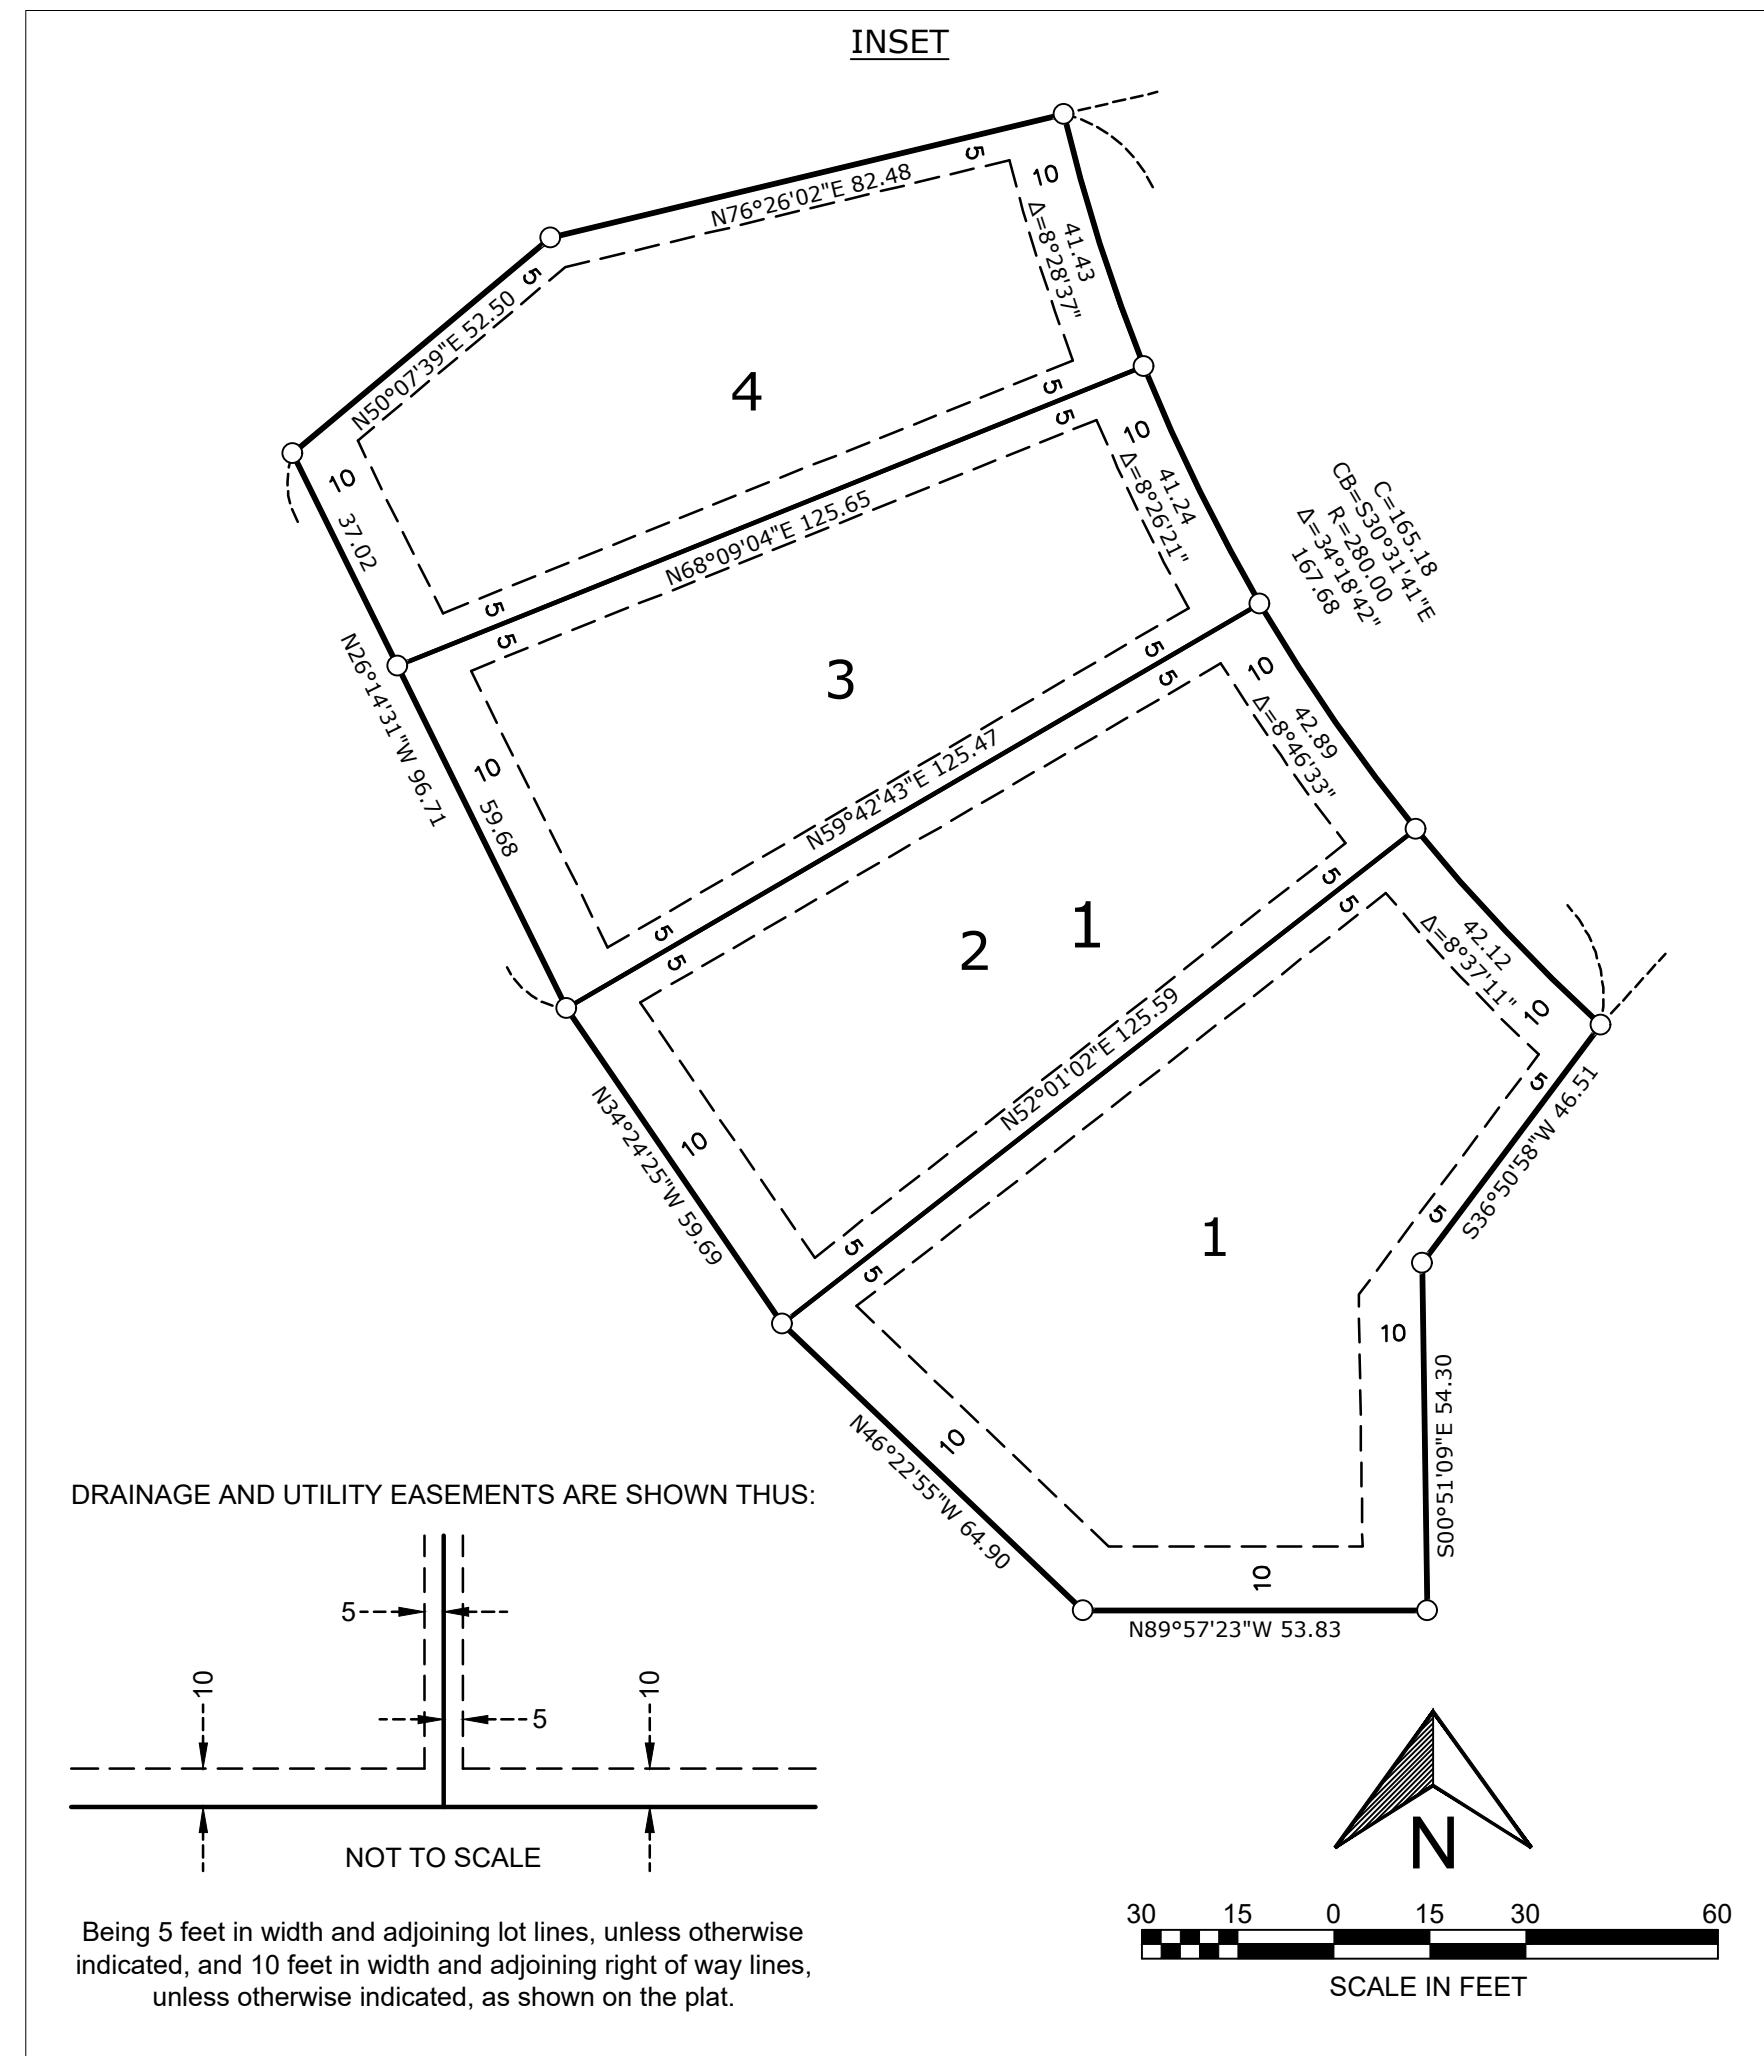 INSET
N76°26'02"E 82.48
5
10
41.43
Δ=8°28'37"
N50°07'39"E 52.50
5
4
10
37.02
5
5
N68°09'04"E 125.65
5
5
10
41.24
Δ=8°26'21"
C=165.18
CB=S30°31'41"E
R=280.00
Δ=34°18'42"
167.68
N26°14'31"W 96.71
3
10
59.68
N59°42'43"E 125.47
5
5
5
5
10
42.89
Δ=8°46'33"
2
1
10
N34°24'25"W 59.69
N52°01'02"E 125.59
5
5
5
5
42.12
Δ=8°37'11"
10
5
S36°50'58"W 46.51
5
1
10
S00°51'09"E 54.30
10
N46°22'55"W 64.90
10
N89°57'23"W 53.83
DRAINAGE AND UTILITY EASEMENTS ARE SHOWN THUS:
5
10
10
5
NOT TO SCALE
Being 5 feet in width and adjoining lot lines, unless otherwise
indicated, and 10 feet in width and adjoining right of way lines,
unless otherwise indicated, as shown on the plat.
N
30 15 0 15 30 60
SCALE IN FEET